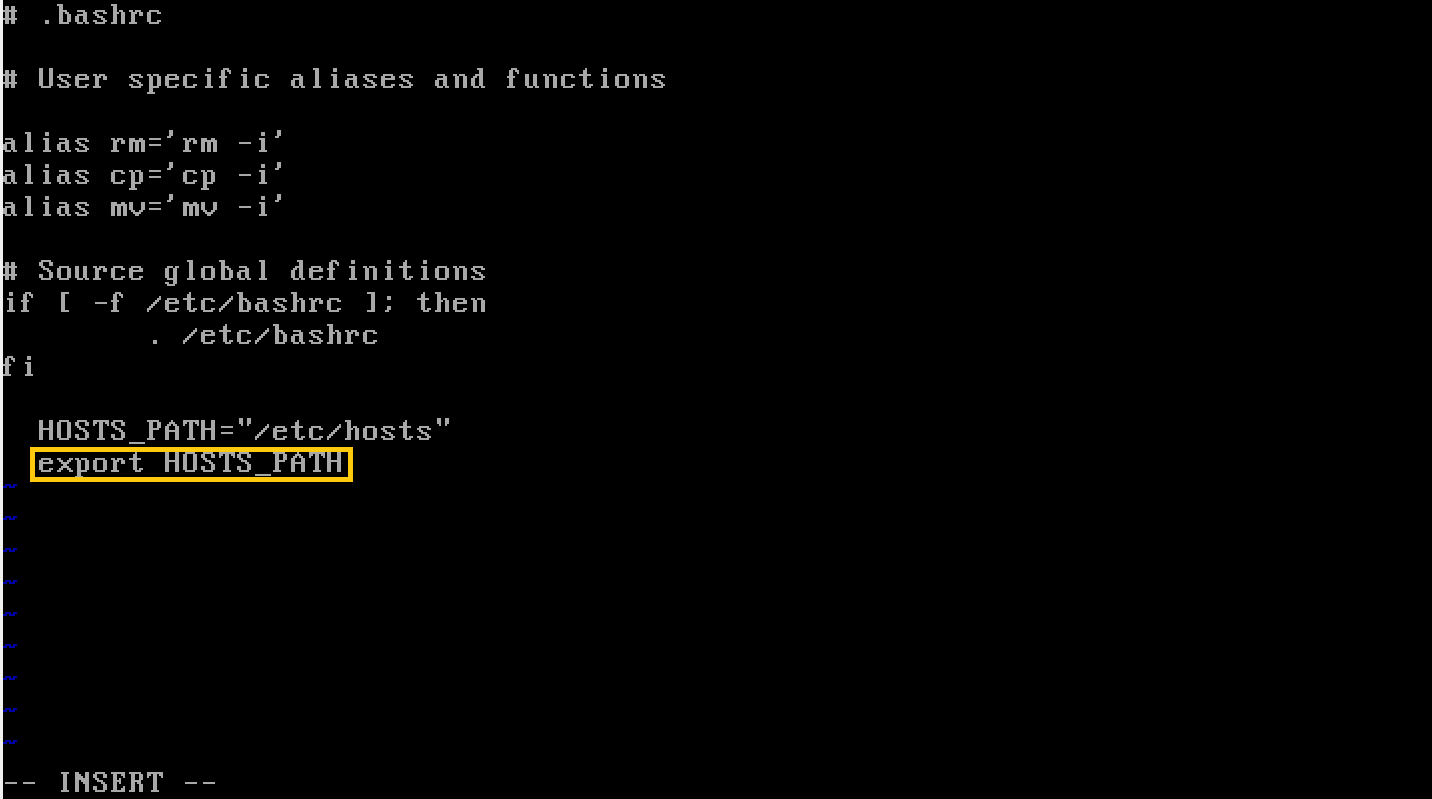 # .bashrc
# User specific aliases and functions
alias rm='rm -i'
alias cp='cp -i'
alias mv='mv -i'
# Source global definitions
if [ -f /etc/bashrc ]; then
        . /etc/bashrc
fi
  HOSTS_PATH="/etc/hosts"
  export HOSTS_PATH
~
~
~
~
~
~
~
~
~
-- INSERT --